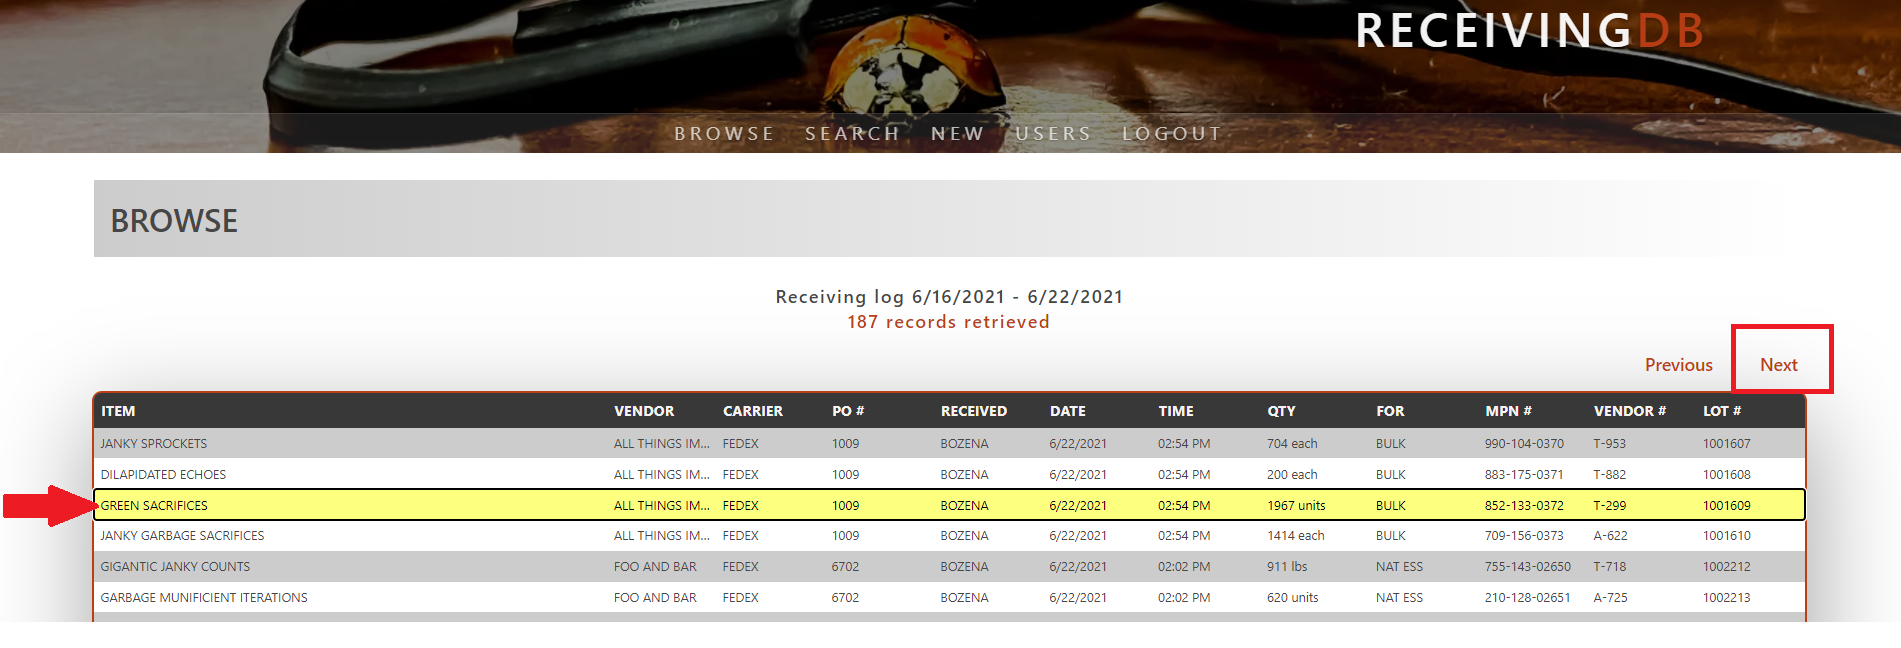 RECEIVINGDB
BROWSE SEARCH NEW USERS LOGOUT
BROWSE
Receiving log 6/16/2021 - 6/22/2021
187 records retrieved
Previous Next
ITEM VENDOR CARRIER PO # RECEIVED DATE TIME QTY FOR MPN # VENDOR # LOT #
JANKY SPROCKETS ALL THINGS IM... FEDEX 1009 BOZENA 6/22/2021 02:54 PM 704 each BULK 990-104-0370 T-953 1001607
DILAPIDATED ECHOES ALL THINGS IM... FEDEX 1009 BOZENA 6/22/2021 02:54 PM 200 each BULK 883-175-0371 T-882 1001608
GREEN SACRIFICES ALL THINGS IM... FEDEX 1009 BOZENA 6/22/2021 02:54 PM 1967 units BULK 852-133-0372 T-299 1001609
JANKY GARBAGE SACRIFICES ALL THINGS IM... FEDEX 1009 BOZENA 6/22/2021 02:54 PM 1414 each BULK 709-156-0373 A-622 1001610
GIGANTIC JANKY COUNTS FOO AND BAR FEDEX 6702 BOZENA 6/22/2021 02:02 PM 911 lbs NAT ESS 755-143-02650 T-718 1002212
GARBAGE MUNIFICIENT ITERATIONS FOO AND BAR FEDEX 6702 BOZENA 6/22/2021 02:02 PM 620 units NAT ESS 210-128-02651 A-725 1002213